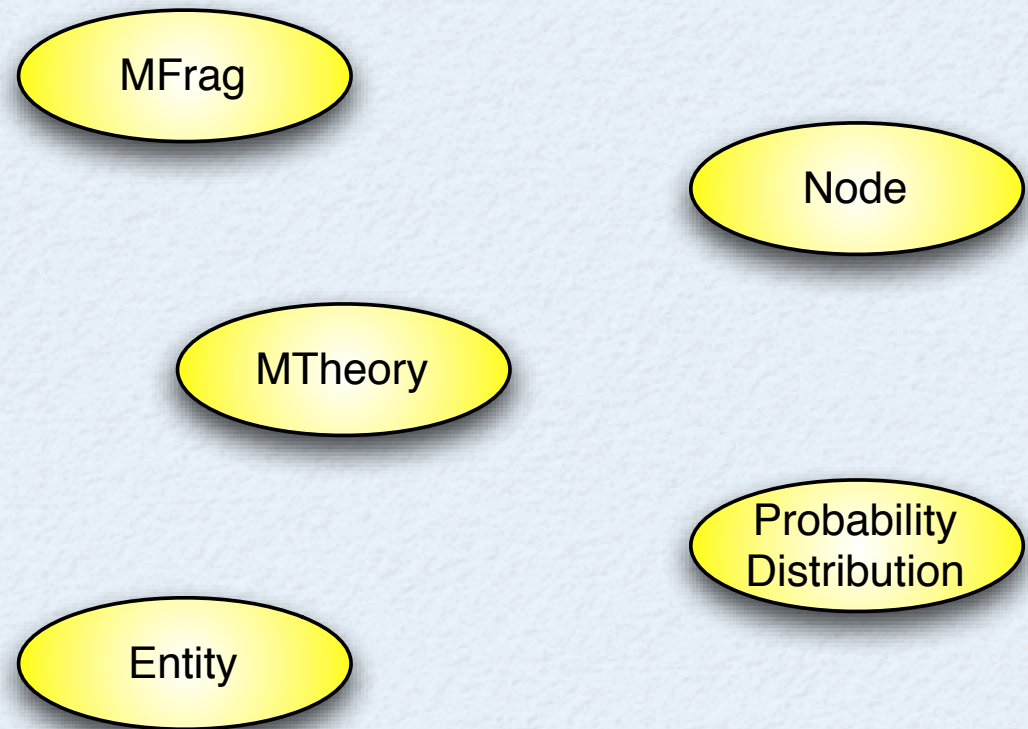 MFrag
Node
MTheory
Probability
Distribution
Entity